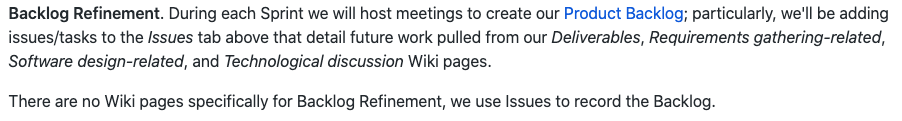 Backlog Refinement. During each Sprint we will host meetings to create our Product Backlog; particularly, we'll be adding
issues/tasks to the Issues tab above that detail future work pulled from our Deliverables, Requirements gathering-related,
Software design-related, and Technological discussion Wiki pages.
There are no Wiki pages specifically for Backlog Refinement, we use Issues to record the Backlog.